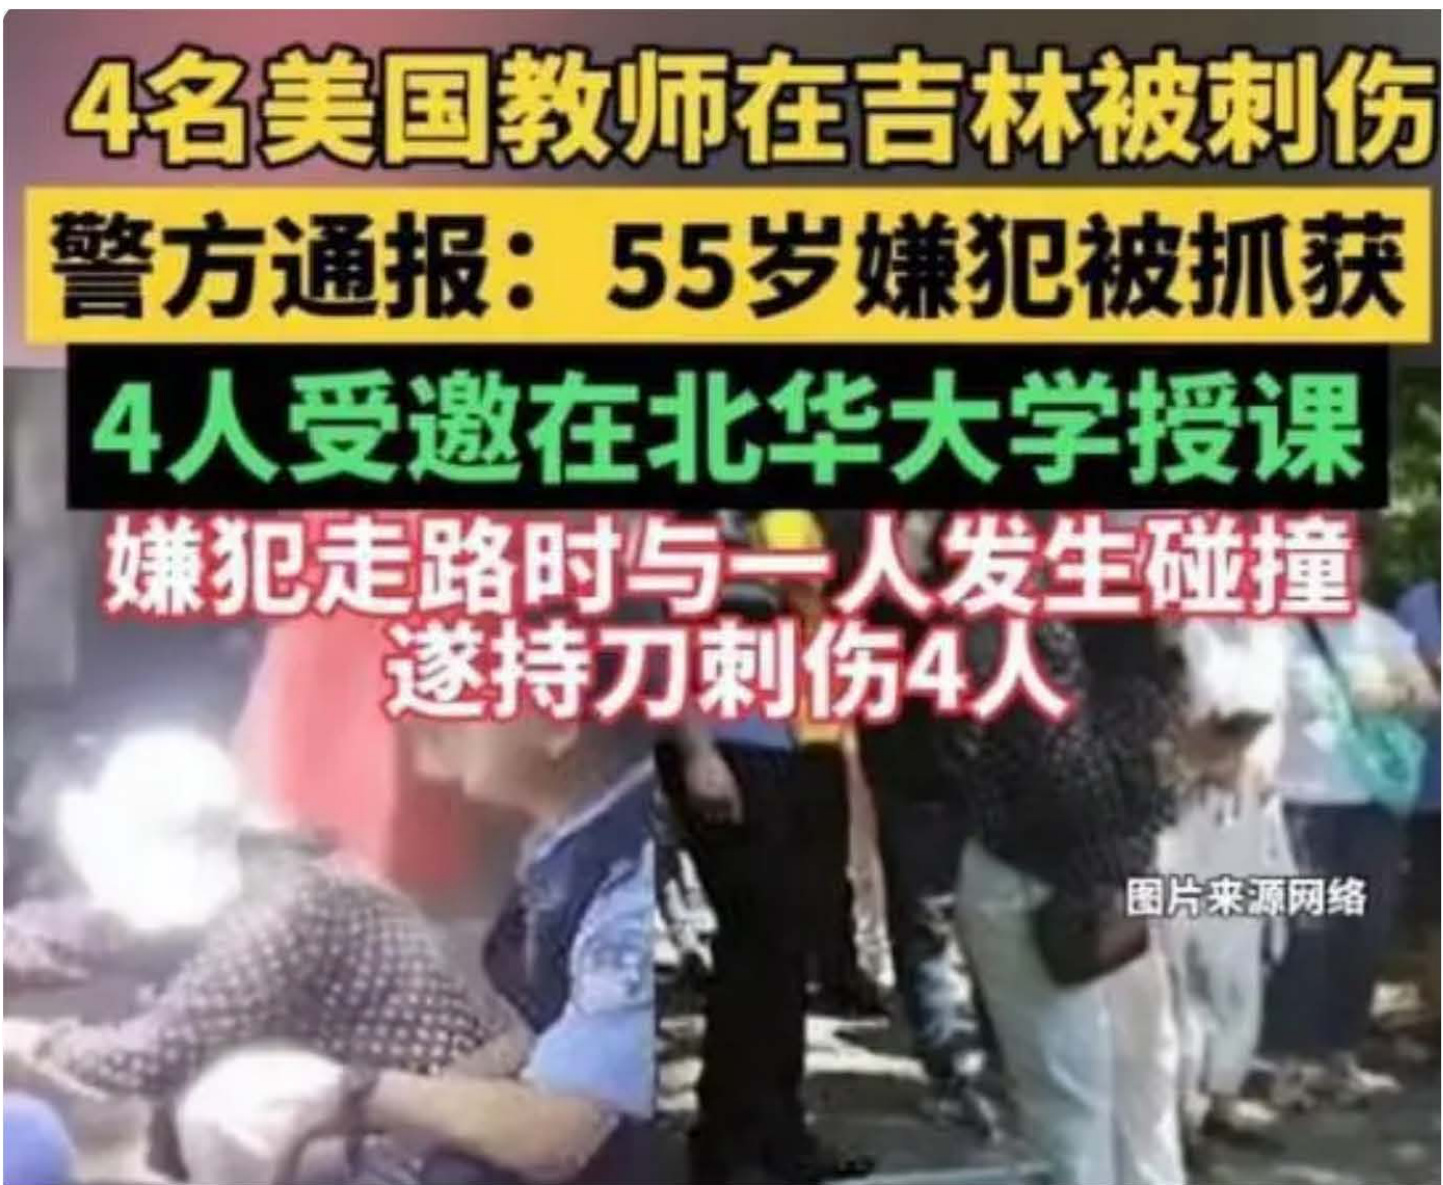 4名美国教师在吉林被刺伤
警方通报：55岁嫌犯被抓获
4人受邀在北华大学授课
嫌犯走路时与一人发生碰撞
遂持刀刺伤4人
图片来源网络